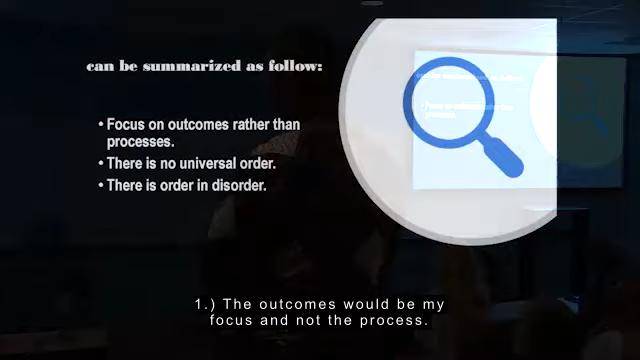 can be summarized as follow:
• Focus on outcomes rather than
processes.
• There is no universal order.
• There is order in disorder.
1.) The outcomes would be my
focus and not the process.